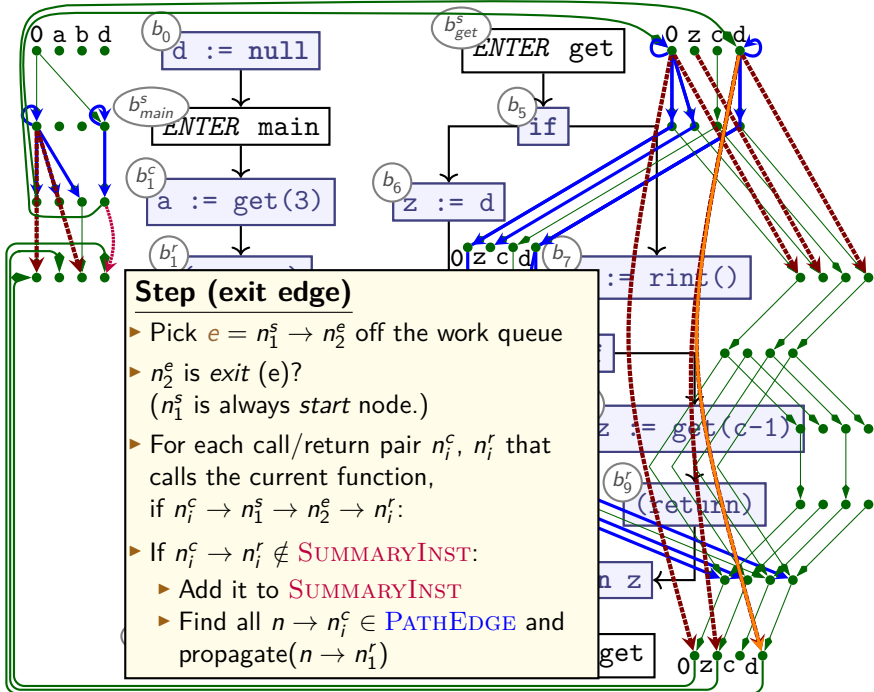 0 a b d
b₀
d := null
bˢ_get
ENTER get
0 z c d
bˢ_main
ENTER main
b₅
if
bᶜ₁
a := get(3)
b₆
z := d
bʳ₁
0 z c d
b₇
:= rint()
Step (exit edge)
▸ Pick e = nˢ₁ → nᵉ₂ off the work queue
▸ nᵉ₂ is exit (e)?
(nˢ₁ is always start node.)
z := get(c-1)
▸ For each call/return pair nᶜᵢ, nʳᵢ that
calls the current function,
if nᶜᵢ → nˢ₁ → nᵉ₂ → nʳᵢ:
bʳ₉
(return)
▸ If nᶜᵢ → nʳᵢ ∉ SUMMARYINST:
▸ Add it to SUMMARYINST
n z
▸ Find all n → nᶜᵢ ∈ PATHEDGE and
propagate(n → nʳ₁)
get
0 z c d